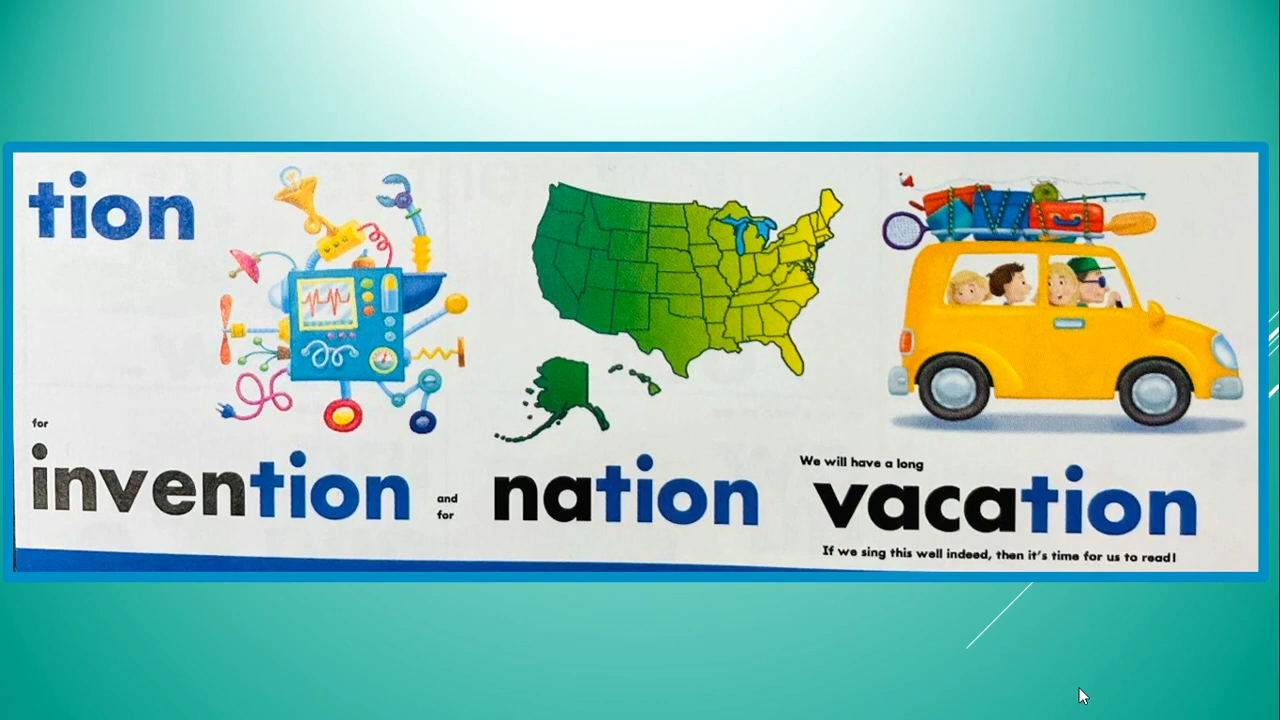 tion
for
invention
and
for
nation
We will have a long
vacation
If we sing this well indeed, then it's time for us to read!